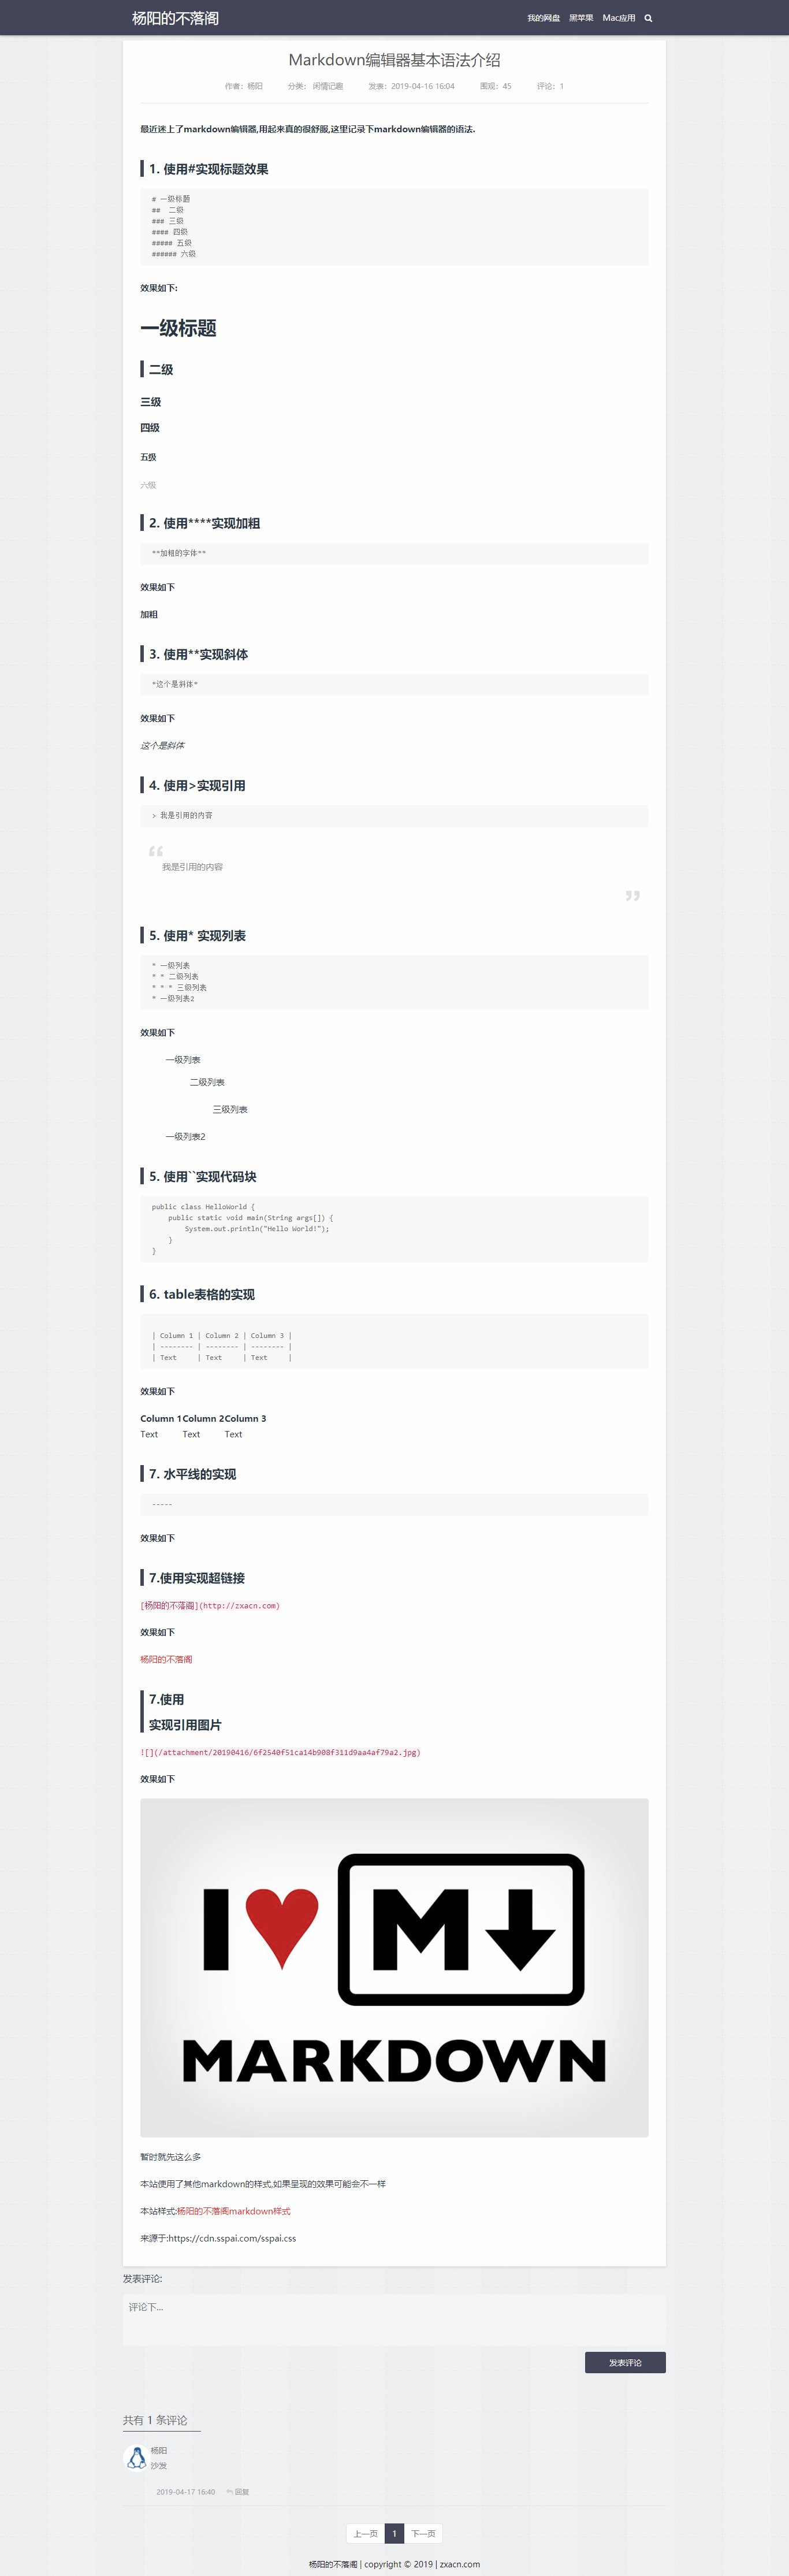 杨阳的不落阁
我的网盘 黑苹果 Mac应用
Markdown编辑器基本语法介绍
作者：杨阳 分类： 闲情记趣 发表：2019-04-16 16:04 围观：45 评论：1
最近迷上了markdown编辑器,用起来真的很舒服,这里记录下markdown编辑器的语法.
1. 使用#实现标题效果
# 一级标题
## 二级
### 三级
#### 四级
##### 五级
###### 六级
效果如下:
一级标题
二级
三级
四级
五级
六级
2. 使用****实现加粗
**加粗的字体**
效果如下
加粗
3. 使用**实现斜体
*这个是斜体*
效果如下
这个是斜体
4. 使用>实现引用
> 我是引用的内容
“
我是引用的内容
”
5. 使用* 实现列表
* 一级列表
* * 二级列表
* * * 三级列表
* 一级列表2
效果如下
一级列表
二级列表
三级列表
一级列表2
5. 使用``实现代码块
public class HelloWorld {
    public static void main(String args[]) {
        System.out.println("Hello World!");
    }
}
6. table表格的实现
| Column 1 | Column 2 | Column 3 |
| -------- | -------- | -------- |
| Text     | Text     | Text     |
效果如下
Column 1 Column 2 Column 3
Text Text Text
7. 水平线的实现
-----
效果如下
7.使用实现超链接
[杨阳的不落阁](http://zxacn.com)
效果如下
杨阳的不落阁
7.使用
实现引用图片
![](/attachment/20190416/6f2540f51ca14b908f311d9aa4af79a2.jpg)
效果如下
I ♥ M↓
MARKDOWN
暂时就先这么多
本站使用了其他markdown的样式,如果呈现的效果可能会不一样
本站样式:杨阳的不落阁markdown样式
来源于:https://cdn.sspai.com/sspai.css
发表评论:
评论下...
发表评论
共有 1 条评论
杨阳
沙发
2019-04-17 16:40 回复
上一页 1 下一页
杨阳的不落阁 | copyright © 2019 | zxacn.com